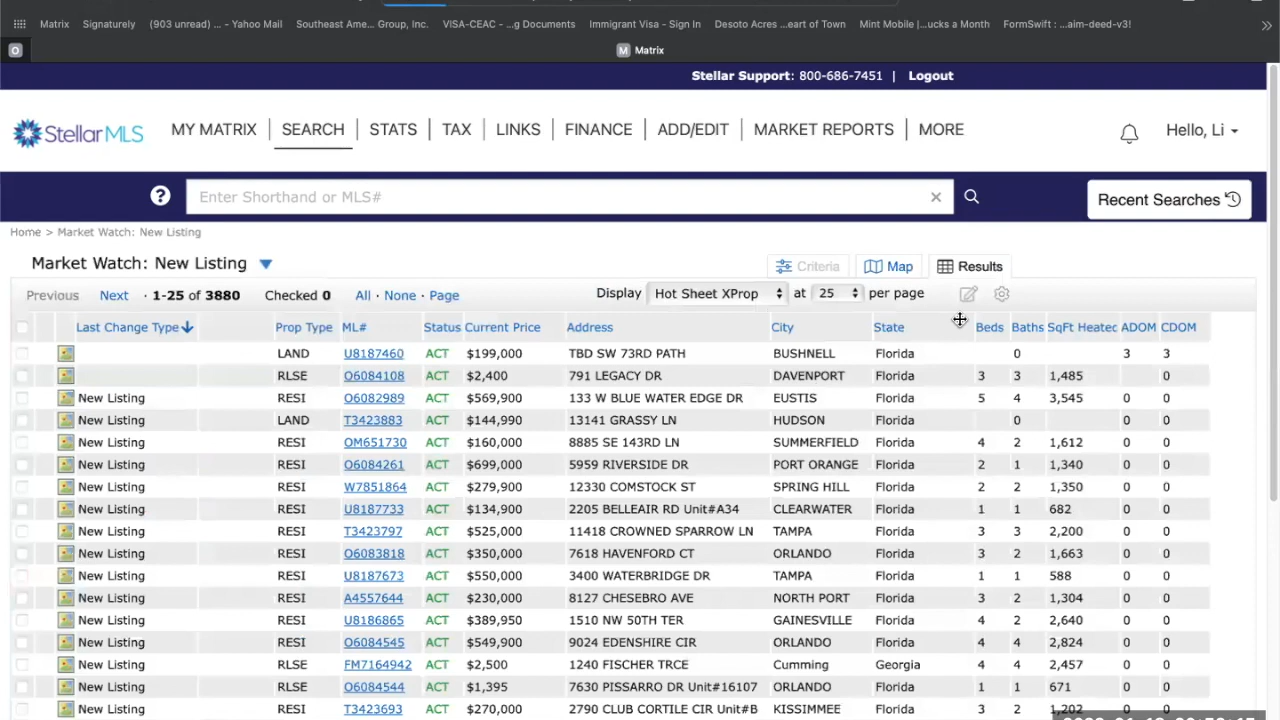 Matrix Signaturely (903 unread) ... - Yahoo Mail Southeast Ame... Group, Inc. VISA-CEAC - ...g Documents Immigrant Visa - Sign In Desoto Acres ...eart of Town Mint Mobile |...ucks a Month FormSwift : ...aim-deed-v3! »
O M Matrix
Stellar Support: 800-686-7451 | Logout
StellarMLS MY MATRIX SEARCH STATS TAX LINKS FINANCE ADD/EDIT MARKET REPORTS MORE Hello, Li
? Enter Shorthand or MLS# × Recent Searches
Home > Market Watch: New Listing
Market Watch: New Listing Criteria Map Results
Previous Next · 1-25 of 3880 Checked 0 All · None · Page Display Hot Sheet XProp at 25 per page
Last Change Type Prop Type ML# Status Current Price Address City State Beds Baths SqFt Heated ADOM CDOM
LAND U8187460 ACT $199,000 TBD SW 73RD PATH BUSHNELL Florida 0 3 3
RLSE O6084108 ACT $2,400 791 LEGACY DR DAVENPORT Florida 3 3 1,485 0
New Listing RESI O6082989 ACT $569,900 133 W BLUE WATER EDGE DR EUSTIS Florida 5 4 3,545 0 0
New Listing LAND T3423883 ACT $144,990 13141 GRASSY LN HUDSON Florida 0 0 0
New Listing RESI OM651730 ACT $160,000 8885 SE 143RD LN SUMMERFIELD Florida 4 2 1,612 0 0
New Listing RESI O6084261 ACT $699,000 5959 RIVERSIDE DR PORT ORANGE Florida 2 1 1,340 0 0
New Listing RESI W7851864 ACT $279,900 12330 COMSTOCK ST SPRING HILL Florida 2 2 1,350 0 0
New Listing RESI U8187733 ACT $134,900 2205 BELLEAIR RD Unit#A34 CLEARWATER Florida 1 1 682 0 0
New Listing RESI T3423797 ACT $525,000 11418 CROWNED SPARROW LN TAMPA Florida 3 3 2,200 0 0
New Listing RESI O6083818 ACT $350,000 7618 HAVENFORD CT ORLANDO Florida 3 2 1,663 0 0
New Listing RESI U8187673 ACT $550,000 3400 WATERBRIDGE DR TAMPA Florida 1 1 588 0 0
New Listing RESI A4557644 ACT $230,000 8127 CHESEBRO AVE NORTH PORT Florida 3 2 1,304 0 0
New Listing RESI U8186865 ACT $389,950 1510 NW 50TH TER GAINESVILLE Florida 4 2 2,640 0 0
New Listing RESI O6084545 ACT $549,900 9024 EDENSHIRE CIR ORLANDO Florida 4 4 2,824 0 0
New Listing RLSE FM7164942 ACT $2,500 1240 FISCHER TRCE Cumming Georgia 4 4 2,457 0 0
New Listing RLSE O6084544 ACT $1,395 7630 PISSARRO DR Unit#16107 ORLANDO Florida 1 1 671 0 0
New Listing RESI T3423693 ACT $270,000 2790 CLUB CORTILE CIR Unit#B KISSIMMEE Florida 3 2 1,202 0 0